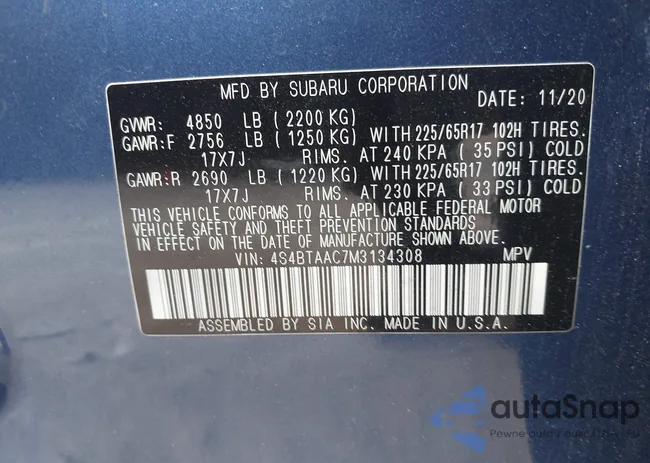 MFD BY SUBARU CORPORATION
DATE: 11/20
GVWR: 4850 LB (2200 KG)
GAWR:F 2756 LB (1250 KG) WITH 225/65R17 102H TIRES.
17X7J RIMS. AT 240 KPA (35 PSI) COLD
GAWR:R 2690 LB (1220 KG) WITH 225/65R17 102H TIRES.
17X7J RIMS. AT 230 KPA (33 PSI) COLD
THIS VEHICLE CONFORMS TO ALL APPLICABLE FEDERAL MOTOR
VEHICLE SAFETY AND THEFT PREVENTION STANDARDS
IN EFFECT ON THE DATE OF MANUFACTURE SHOWN ABOVE.
VIN: 4S4BTAAC7M3134308 MPV
ASSEMBLED BY SIA INC. MADE IN U.S.A.
autoSnap
Pewne auto z aukcji